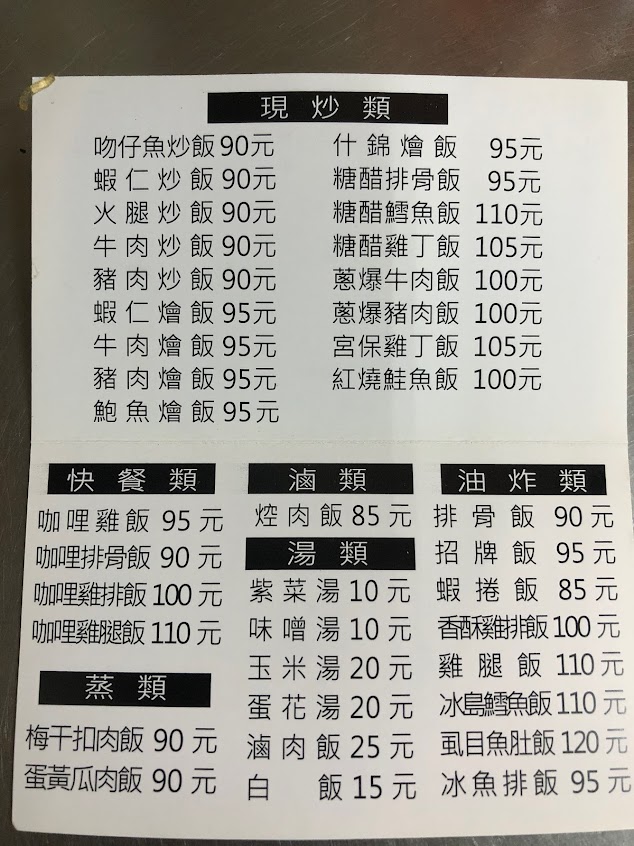 現炒類
吻仔魚炒飯 90元
蝦仁炒飯 90元
火腿炒飯 90元
牛肉炒飯 90元
豬肉炒飯 90元
蝦仁燴飯 95元
牛肉燴飯 95元
豬肉燴飯 95元
鮑魚燴飯 95元
什錦燴飯 95元
糖醋排骨飯 95元
糖醋鱈魚飯 110元
糖醋雞丁飯 105元
蔥爆牛肉飯 100元
蔥爆豬肉飯 100元
宮保雞丁飯 105元
紅燒鮭魚飯 100元
快餐類
咖哩雞飯 95元
咖哩排骨飯 90元
咖哩雞排飯 100元
咖哩雞腿飯 110元
蒸類
梅干扣肉飯 90元
蛋黃瓜肉飯 90元
滷類
焢肉飯 85元
湯類
紫菜湯 10元
味噌湯 10元
玉米湯 20元
蛋花湯 20元
滷肉飯 25元
白飯 15元
油炸類
排骨飯 90元
招牌飯 95元
蝦捲飯 85元
香酥雞排飯 100元
雞腿飯 110元
冰島鱈魚飯 110元
虱目魚肚飯 120元
冰魚排飯 95元